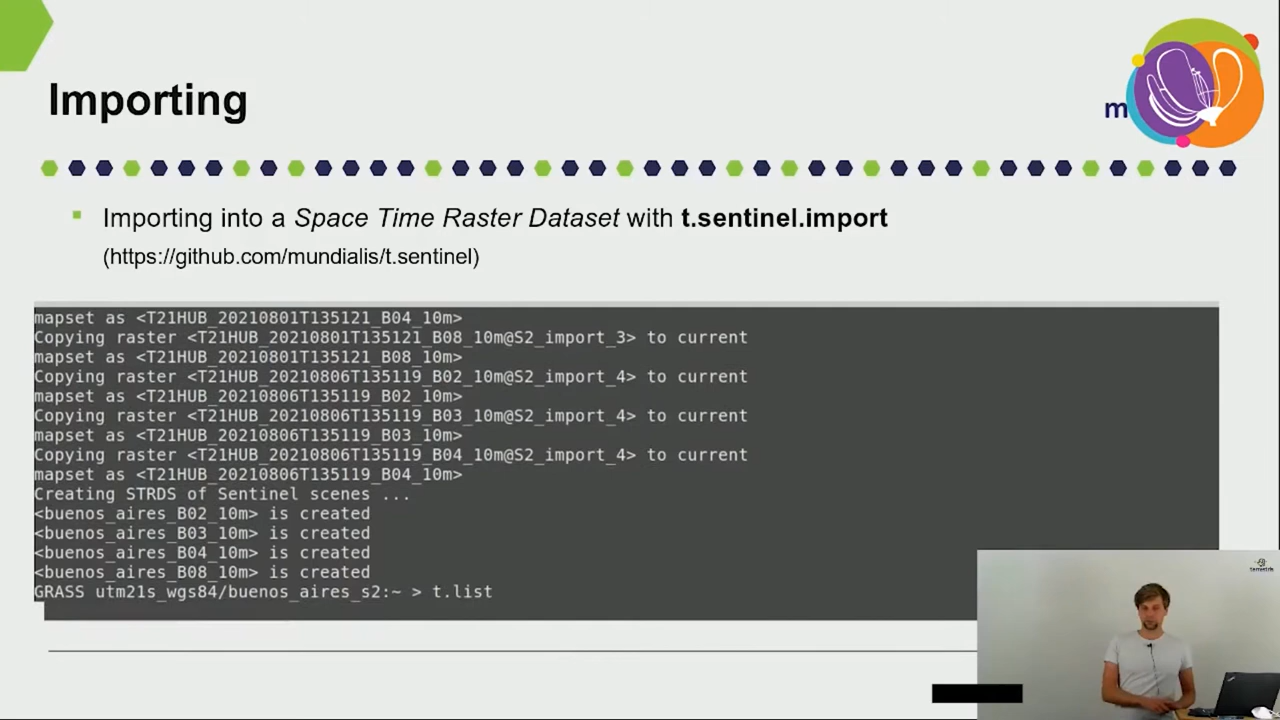 Importing
m
Importing into a Space Time Raster Dataset with t.sentinel.import
(https://github.com/mundialis/t.sentinel)
mapset as <T21HUB_20210801T135121_B04_10m>
Copying raster <T21HUB_20210801T135121_B08_10m@S2_import_3> to current
mapset as <T21HUB_20210801T135121_B08_10m>
Copying raster <T21HUB_20210806T135119_B02_10m@S2_import_4> to current
mapset as <T21HUB_20210806T135119_B02_10m>
Copying raster <T21HUB_20210806T135119_B03_10m@S2_import_4> to current
mapset as <T21HUB_20210806T135119_B03_10m>
Copying raster <T21HUB_20210806T135119_B04_10m@S2_import_4> to current
mapset as <T21HUB_20210806T135119_B04_10m>
Creating STRDS of Sentinel scenes ...
<buenos_aires_B02_10m> is created
<buenos_aires_B03_10m> is created
<buenos_aires_B04_10m> is created
<buenos_aires_B08_10m> is created
GRASS utm21s_wgs84/buenos_aires_s2:~ > t.list
terrestris